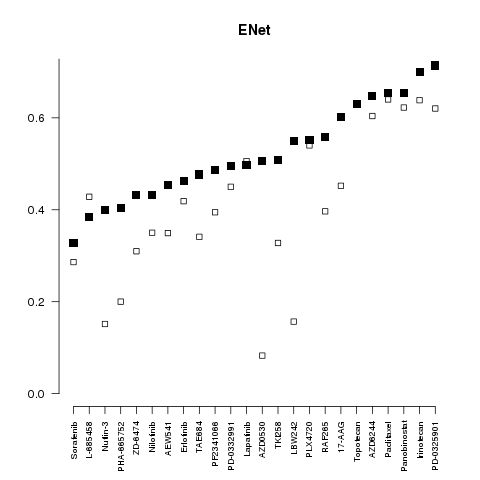 ENet
0.6
0.4
0.2
0.0
Sorafenib
L-685458
Nutlin-3
PHA-665752
ZD-6474
Nilotinib
AEW541
Erlotinib
TAE684
PF2341066
PD-0332991
Lapatinib
AZD0530
TKI258
LBW242
PLX4720
RAF265
17-AAG
Topotecan
AZD6244
Paclitaxel
Panobinostat
Irinotecan
PD-0325901